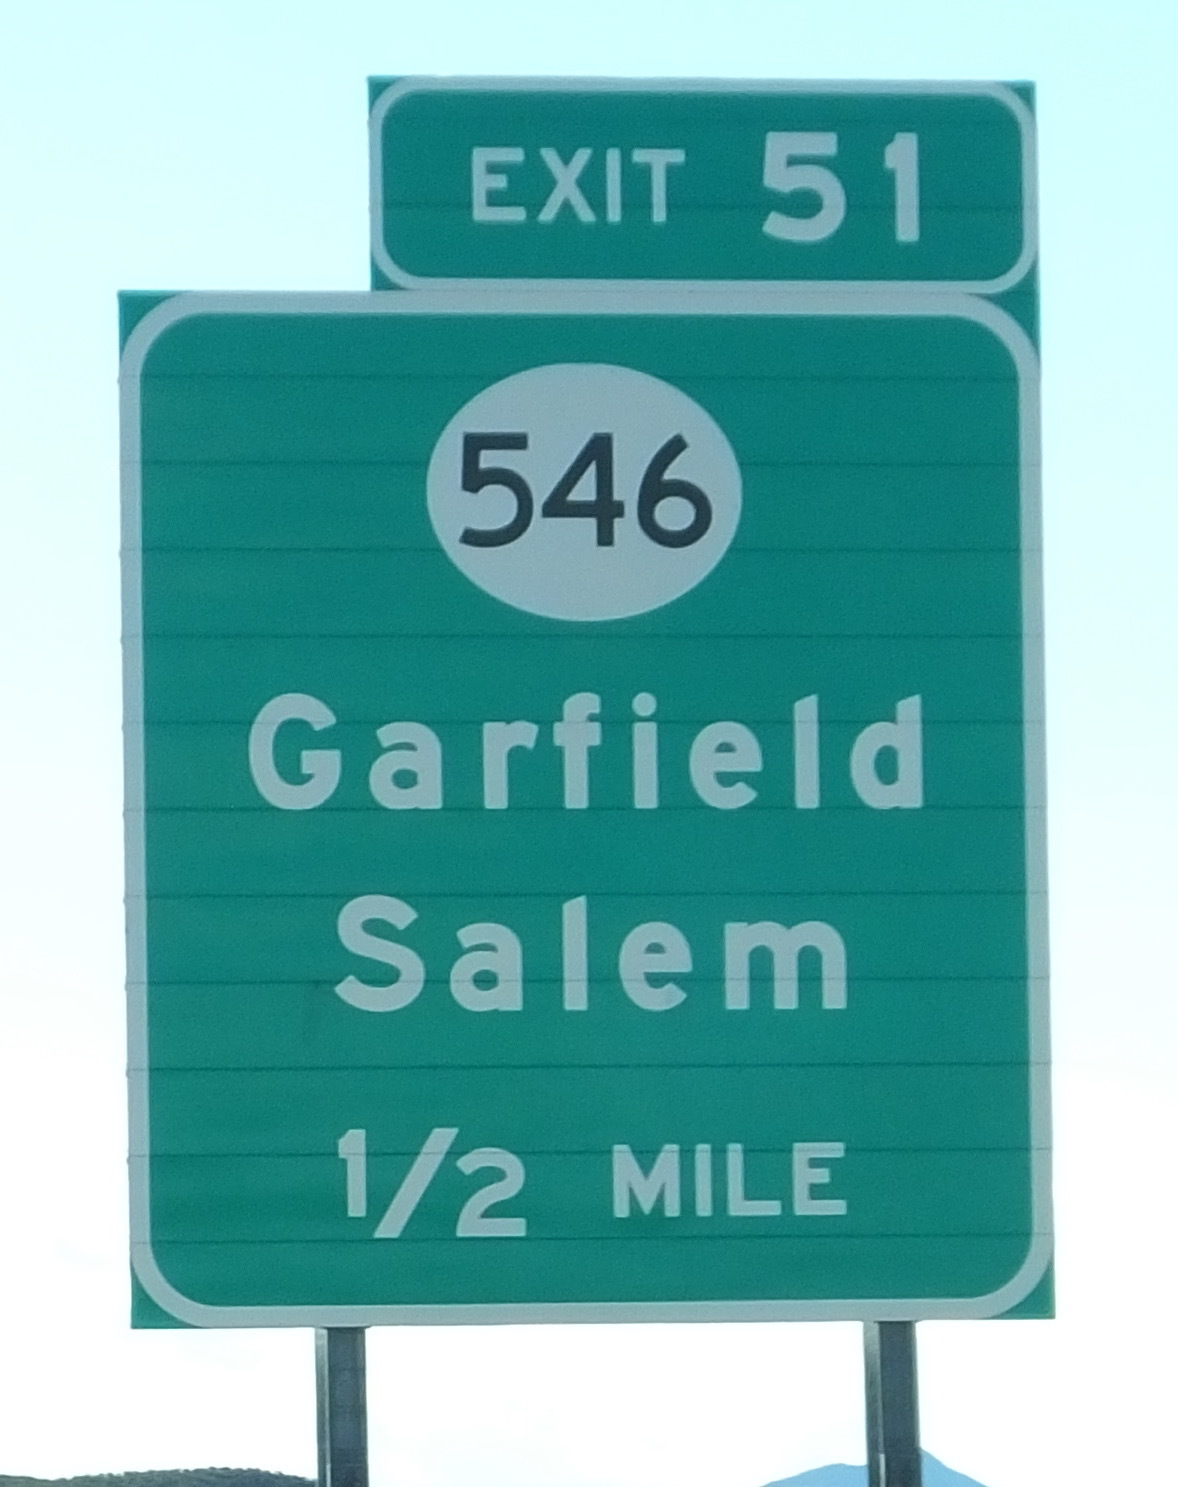 EXIT 51
546
Garfield
Salem
1/2 MILE